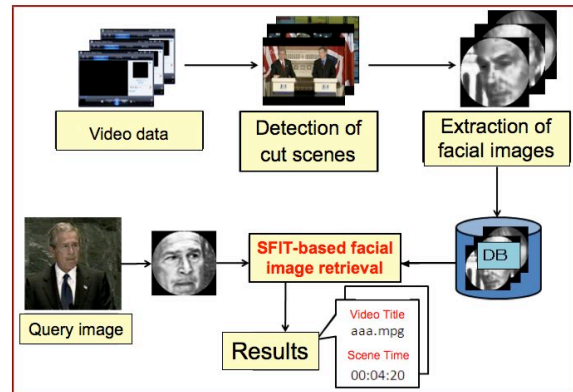 Video data
Detection of
cut scenes
Extraction of
facial images
SFIT-based facial
image retrieval
DB
Query image
Results
Video Title
aaa.mpg
Scene Time
00:04:20